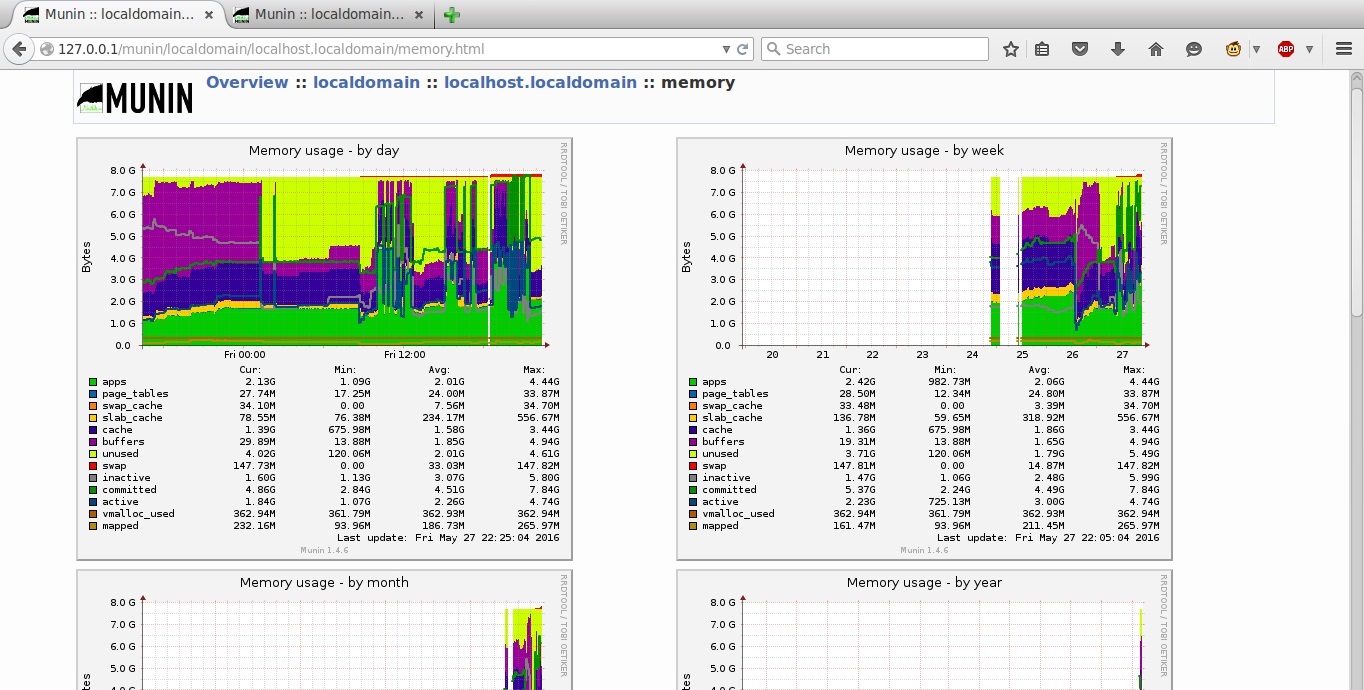 Munin :: localdomain...
Munin :: localdomain...
127.0.0.1/munin/localdomain/localhost.localdomain/memory.html
Search
ABP
MUNIN
Overview :: localdomain :: localhost.localdomain :: memory
Memory usage - by day
RRDTOOL / TOBI OETIKER
Bytes
8.0 G
7.0 G
6.0 G
5.0 G
4.0 G
3.0 G
2.0 G
1.0 G
0.0
Fri 00:00 Fri 12:00
Cur: Min: Avg: Max:
apps 2.13G 1.09G 2.01G 4.44G
page_tables 27.74M 17.25M 24.00M 33.87M
swap_cache 34.10M 0.00 7.56M 34.70M
slab_cache 78.55M 76.38M 234.17M 556.67M
cache 1.39G 675.98M 1.58G 3.44G
buffers 29.89M 13.88M 1.85G 4.94G
unused 4.02G 120.06M 2.01G 4.61G
swap 147.73M 0.00 33.03M 147.82M
inactive 1.60G 1.13G 3.07G 5.80G
committed 4.86G 2.84G 4.51G 7.84G
active 1.84G 1.07G 2.26G 4.74G
vmalloc_used 362.94M 361.79M 362.93M 362.94M
mapped 232.16M 93.96M 186.73M 265.97M
Last update: Fri May 27 22:25:04 2016
Munin 1.4.6
Memory usage - by week
RRDTOOL / TOBI OETIKER
Bytes
8.0 G
7.0 G
6.0 G
5.0 G
4.0 G
3.0 G
2.0 G
1.0 G
0.0
20 21 22 23 24 25 26 27
Cur: Min: Avg: Max:
apps 2.42G 982.73M 2.06G 4.44G
page_tables 28.50M 12.34M 24.80M 33.87M
swap_cache 33.48M 0.00 3.39M 34.70M
slab_cache 136.78M 59.65M 318.92M 556.67M
cache 1.36G 675.98M 1.86G 3.44G
buffers 19.31M 13.88M 1.65G 4.94G
unused 3.71G 120.06M 1.79G 5.49G
swap 147.81M 0.00 14.87M 147.82M
inactive 1.47G 1.06G 2.48G 5.99G
committed 5.37G 2.24G 4.49G 7.84G
active 2.23G 725.13M 3.00G 4.74G
vmalloc_used 362.94M 361.79M 362.93M 362.94M
mapped 161.47M 93.96M 211.45M 265.97M
Last update: Fri May 27 22:05:04 2016
Munin 1.4.6
Memory usage - by month
RRDTOOL / TOBI OETIKER
8.0 G
7.0 G
6.0 G
5.0 G
4.0 G
Memory usage - by year
RRDTOOL / TOBI OETIKER
8.0 G
7.0 G
6.0 G
5.0 G
4.0 G